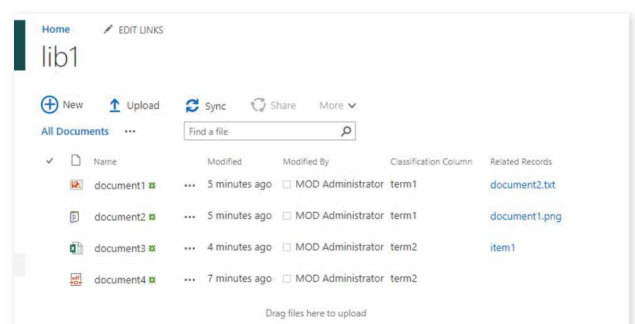 Home EDIT LINKS
lib1
New Upload Sync Share More
All Documents ... Find a file
Name Modified Modified By Classification Column Related Records
document1 ... 5 minutes ago MOD Administrator term1 document2.txt
document2 ... 5 minutes ago MOD Administrator term1 document1.png
document3 ... 4 minutes ago MOD Administrator term2 item1
document4 ... 7 minutes ago MOD Administrator term2
Drag files here to upload